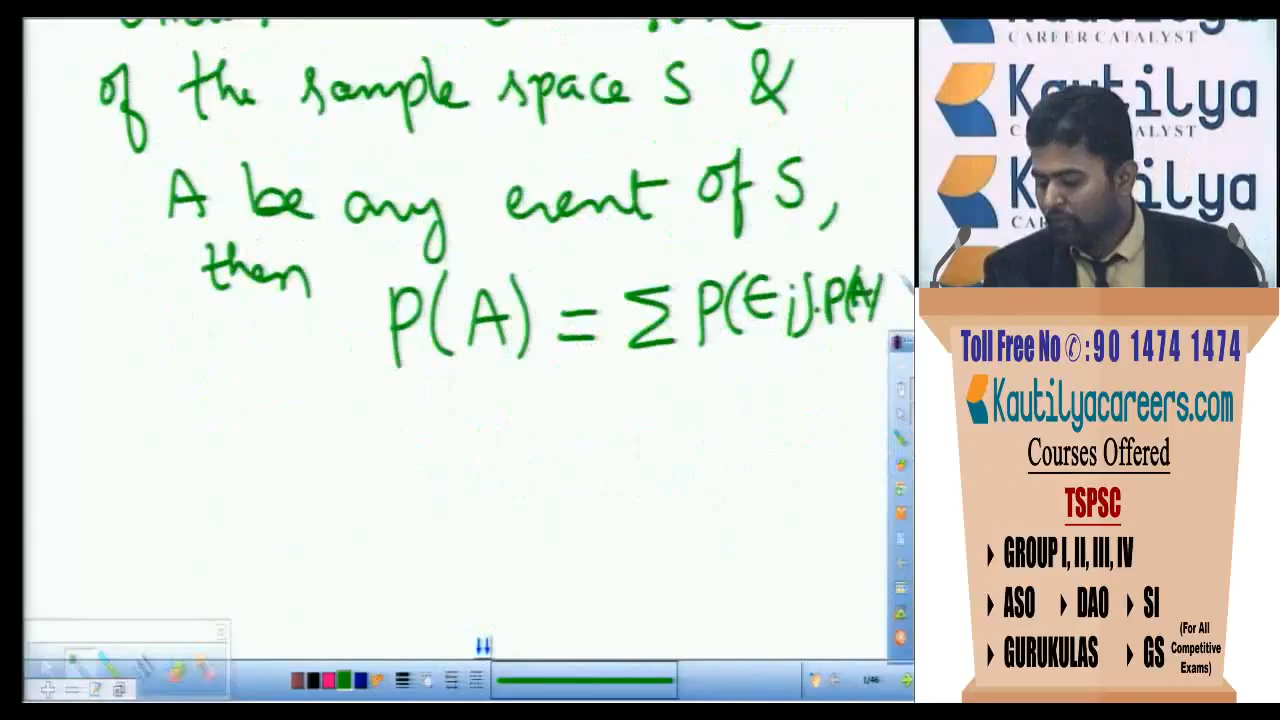 of the sample space S &
A be any event of S,
then P(A) = Σ P(Ei).P(A)
Kautilya
CAREER CATALYST
Kautilya
Kautilya
Toll Free No ✆: 90 1474 1474
Kautilyacareers.com
Courses Offered
TSPSC
GROUP I, II, III, IV
ASO DAO SI
(For All Competitive Exams)
GURUKULAS GS
1/46